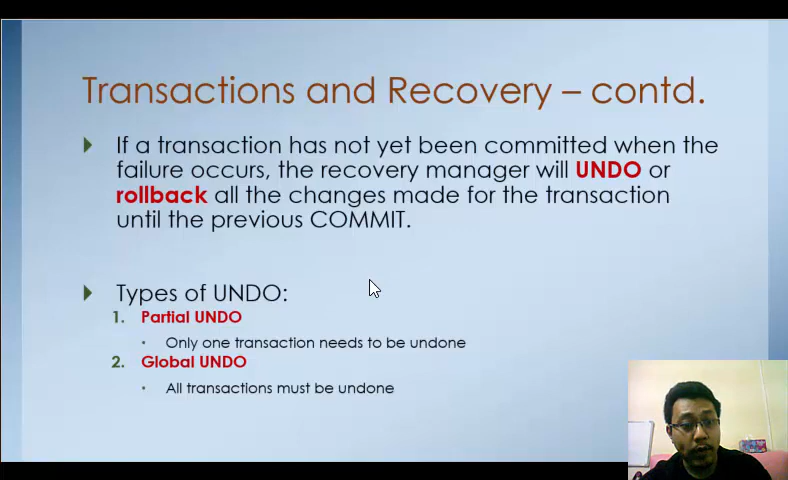 Transactions and Recovery – contd.
If a transaction has not yet been committed when the
failure occurs, the recovery manager will UNDO or
rollback all the changes made for the transaction
until the previous COMMIT.
Types of UNDO:
1. Partial UNDO
• Only one transaction needs to be undone
2. Global UNDO
• All transactions must be undone